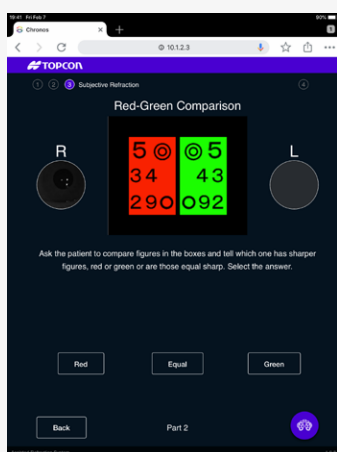 19:41 Fri Feb 7
90%
Chronos
10.1.2.3
TOPCON
1 2 3 Subjective Refraction 4
Red-Green Comparison
R
L
5 5
34 43
290 092
Ask the patient to compare figures in the boxes and tell which one has sharper
figures, red or green or are those equal sharp. Select the answer.
Red Equal Green
Back Part 2